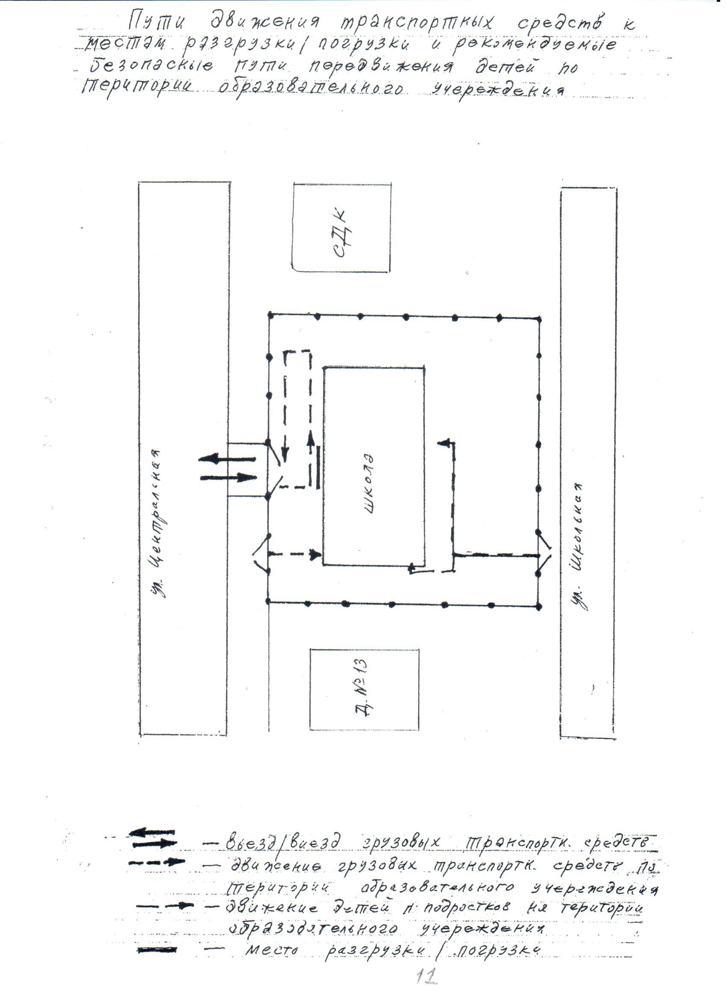 Пути движения транспортных средств к
местам разгрузки/погрузки и рекомендуемые
безопасные пути передвижения детей по
територии образовательного учереждения
СДК
ул. Центральная
школа
ул. Школьная
Д. №13
— вьезд/виезд грузовых транспортн. средств
— движение грузовых транспортн. средств по
територии образовательного учереждения
— движение детей и подростков на територии
образовательного учереждения
— место разгрузки / погрузки
11